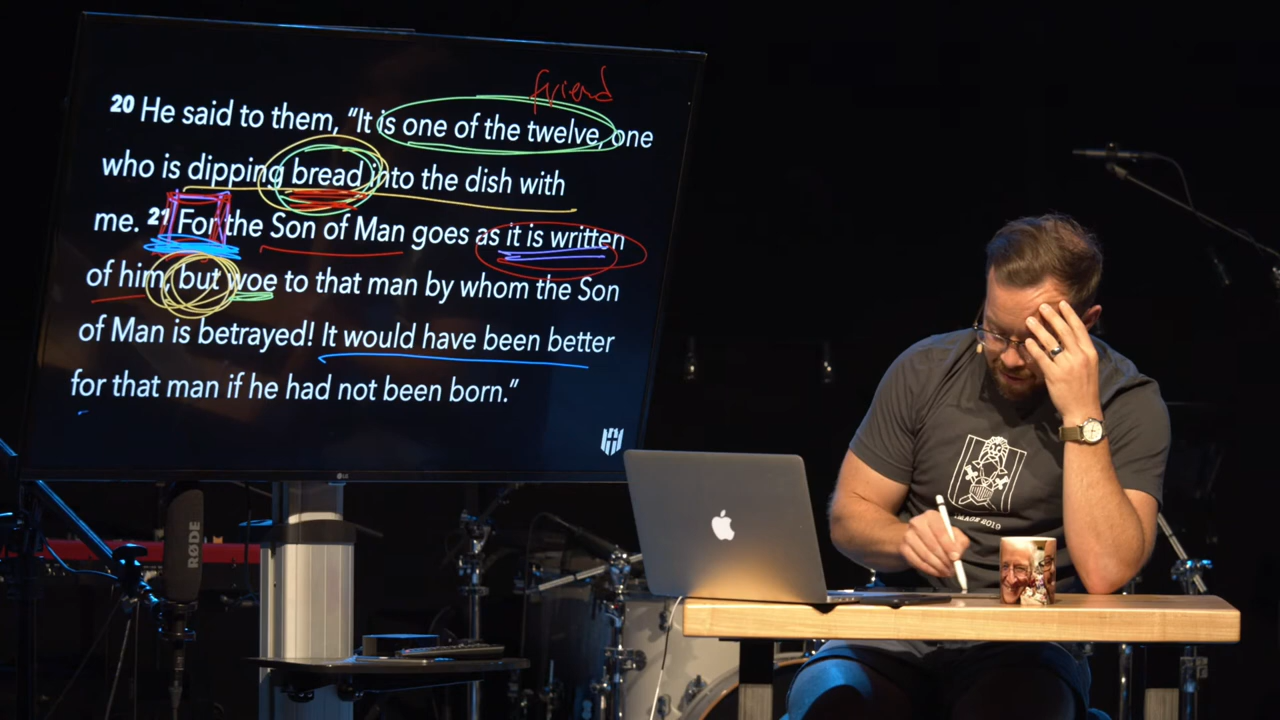 friend
20 He said to them, “It is one of the twelve, one
who is dipping bread into the dish with
me. 21 For the Son of Man goes as it is written
of him, but woe to that man by whom the Son
of Man is betrayed! It would have been better
for that man if he had not been born.”
LG
RØDE
IMAGE 2019